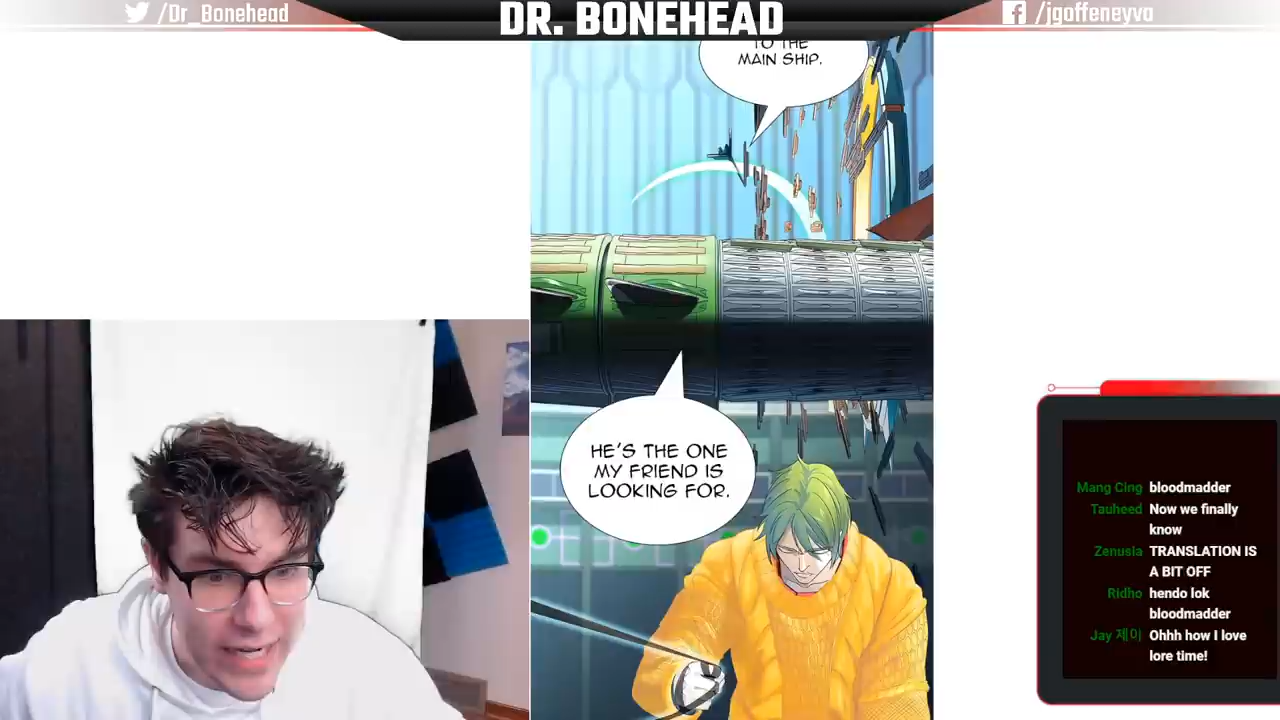 /Dr_Bonehead
DR. BONEHEAD
/jgoffeneyva
TO THE
MAIN SHIP.
HE'S THE ONE
MY FRIEND IS
LOOKING FOR.
Mang Cing bloodmadder
Tauheed Now we finally
know
Zenusia TRANSLATION IS
A BIT OFF
Ridho hendo lok
bloodmadder
Jay 제이 Ohhh how I love
lore time!